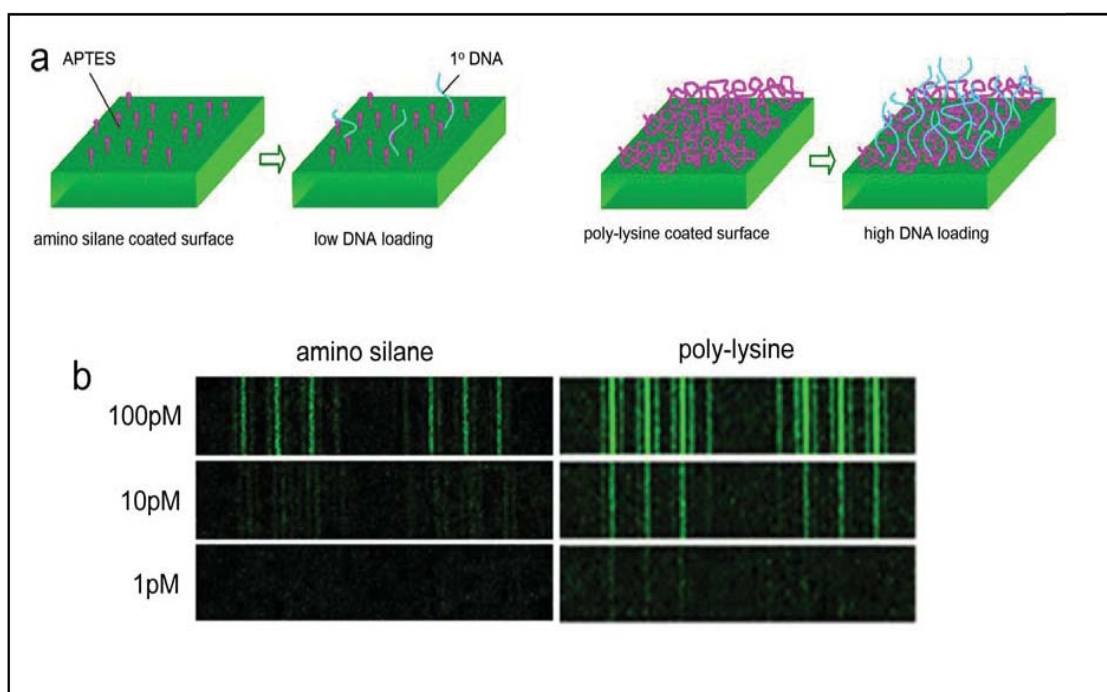 a
APTES
1º DNA
amino silane coated surface
low DNA loading
poly-lysine coated surface
high DNA loading
b
amino silane
poly-lysine
100pM
10pM
1pM